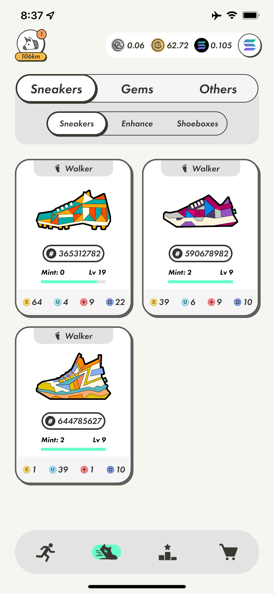 8:37
106km
0.06
62.72
0.105
Sneakers Gems Others
Sneakers Enhance Shoeboxes
Walker
# 365312782
Mint: 0 Lv 19
64 4 9 22
Walker
# 590678982
Mint: 2 Lv 9
39 6 9 10
Walker
# 644785627
Mint: 2 Lv 9
1 39 1 10